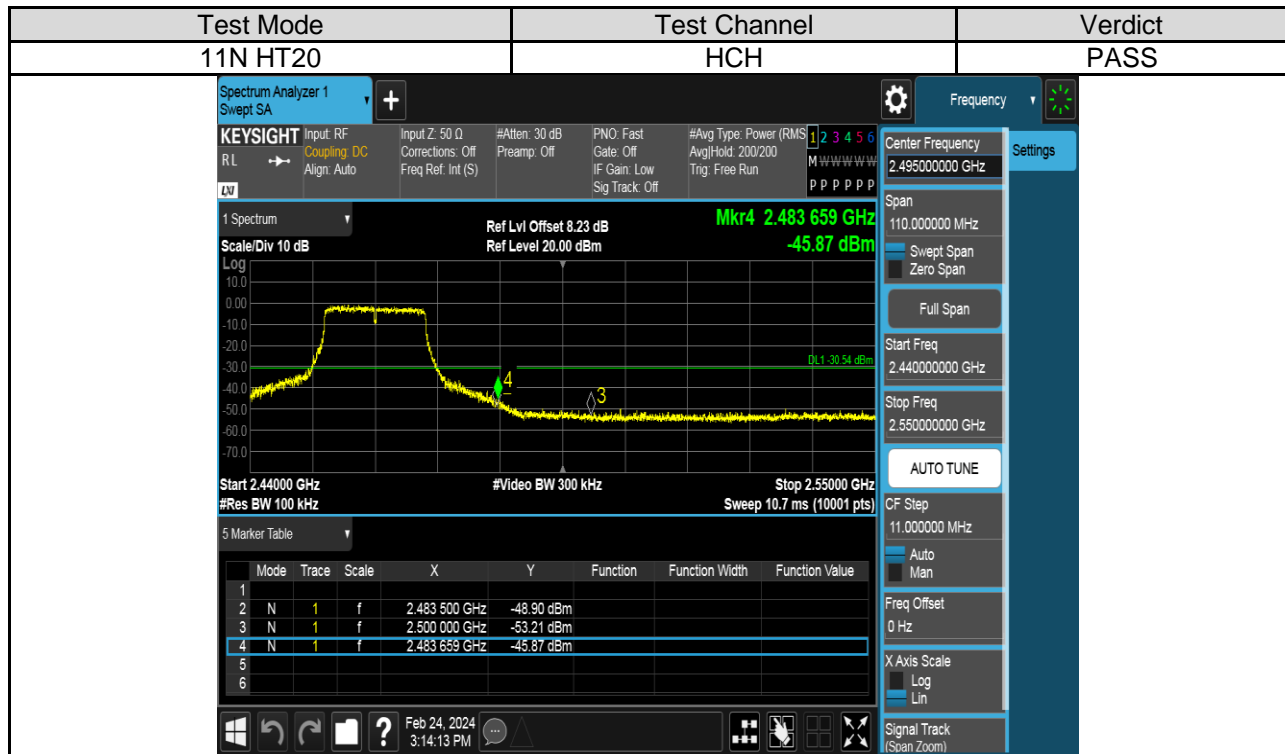 Test Mode Test Channel Verdict
11N HT20 HCH PASS
Spectrum Analyzer 1
Swept SA
+
Frequency
KEYSIGHT
RL
LXI
Input: RF
Coupling: DC
Align: Auto
Input Z: 50 Ω
Corrections: Off
Freq Ref: Int (S)
#Atten: 30 dB
Preamp: Off
PNO: Fast
Gate: Off
IF Gain: Low
Sig Track: Off
#Avg Type: Power (RMS
Avg|Hold: 200/200
Trig: Free Run
1 2 3 4 5 6
M W W W W W
P P P P P P
1 Spectrum
Scale/Div 10 dB
Ref Lvl Offset 8.23 dB
Ref Level 20.00 dBm
Mkr4 2.483 659 GHz
-45.87 dBm
Log
10.0
0.00
-10.0
-20.0
-30.0
-40.0
-50.0
-60.0
-70.0
DL1 -30.54 dBm
4
3
Start 2.44000 GHz #Video BW 300 kHz Stop 2.55000 GHz
#Res BW 100 kHz Sweep 10.7 ms (10001 pts)
5 Marker Table
Mode Trace Scale X Y Function Function Width Function Value
1
2 N 1 f 2.483 500 GHz -48.90 dBm
3 N 1 f 2.500 000 GHz -53.21 dBm
4 N 1 f 2.483 659 GHz -45.87 dBm
5
6
?
Feb 24, 2024
3:14:13 PM
Center Frequency
2.495000000 GHz
Settings
Span
110.000000 MHz
Swept Span
Zero Span
Full Span
Start Freq
2.440000000 GHz
Stop Freq
2.550000000 GHz
AUTO TUNE
CF Step
11.000000 MHz
Auto
Man
Freq Offset
0 Hz
X Axis Scale
Log
Lin
Signal Track
(Span Zoom)